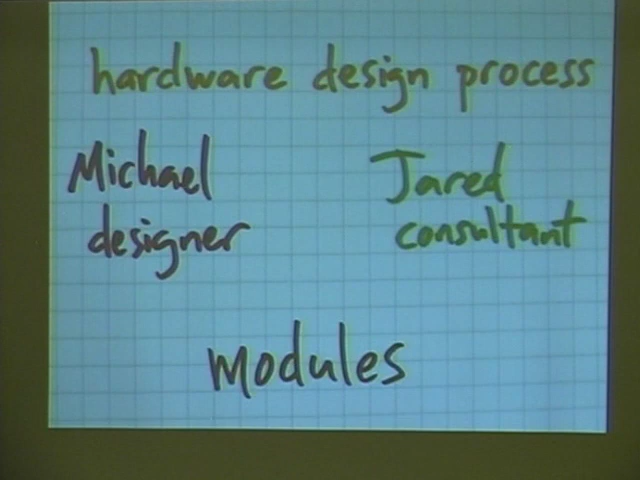 hardware design process
Michael Jared
designer consultant
modules